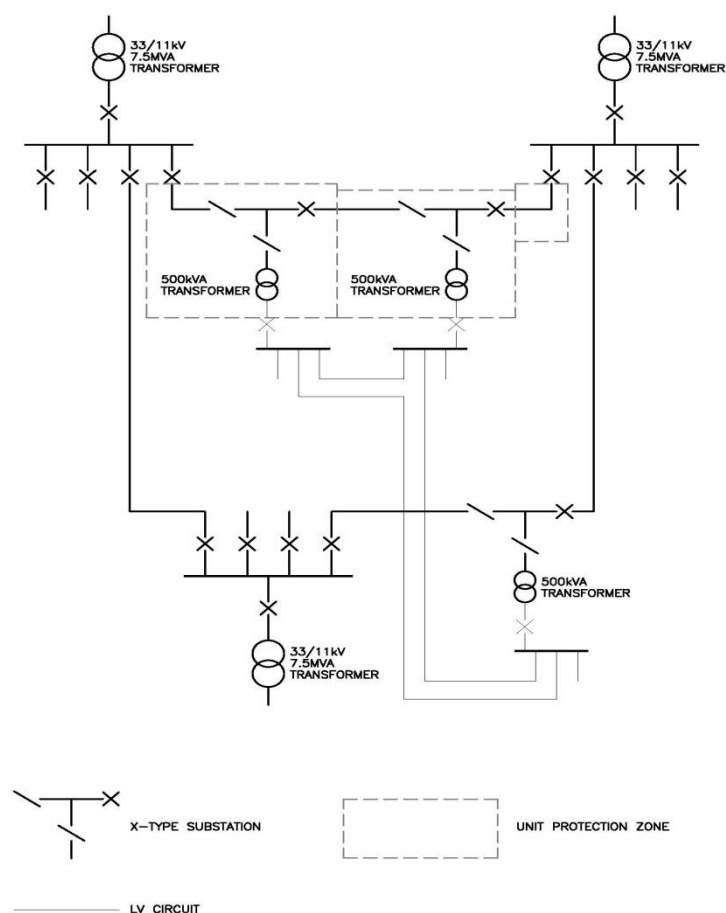 33/11kV
7.5MVA
TRANSFORMER
33/11kV
7.5MVA
TRANSFORMER
500kVA
TRANSFORMER
500kVA
TRANSFORMER
500kVA
TRANSFORMER
33/11kV
7.5MVA
TRANSFORMER
X-TYPE SUBSTATION
UNIT PROTECTION ZONE
LV CIRCUIT